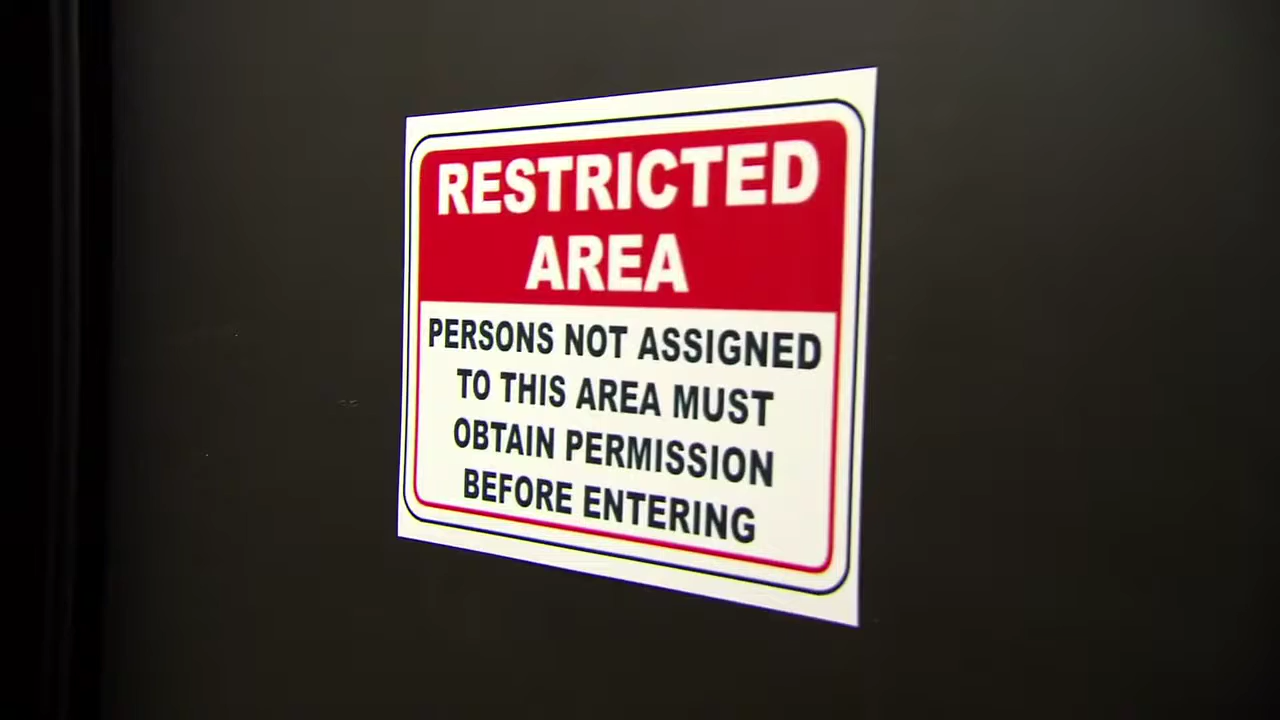 RESTRICTED
AREA
PERSONS NOT ASSIGNED
TO THIS AREA MUST
OBTAIN PERMISSION
BEFORE ENTERING